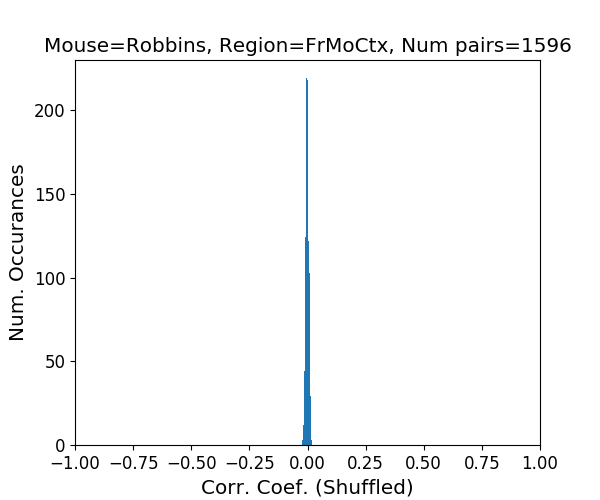 Mouse=Robbins, Region=FrMoCtx, Num pairs=1596
Num. Occurances
200
150
100
50
0
−1.00 −0.75 −0.50 −0.25 0.00 0.25 0.50 0.75 1.00
Corr. Coef. (Shuffled)